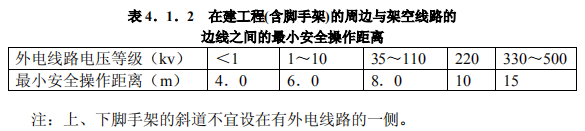 表4．1．2 在建工程(含脚手架)的周边与架空线路的
边线之间的最小安全操作距离
外电线路电压等级（kv） ＜1 1～10 35～110 220 330～500
最小安全操作距离（m） 4．0 6．0 8．0 10 15
注：上、下脚手架的斜道不宜设在有外电线路的一侧。